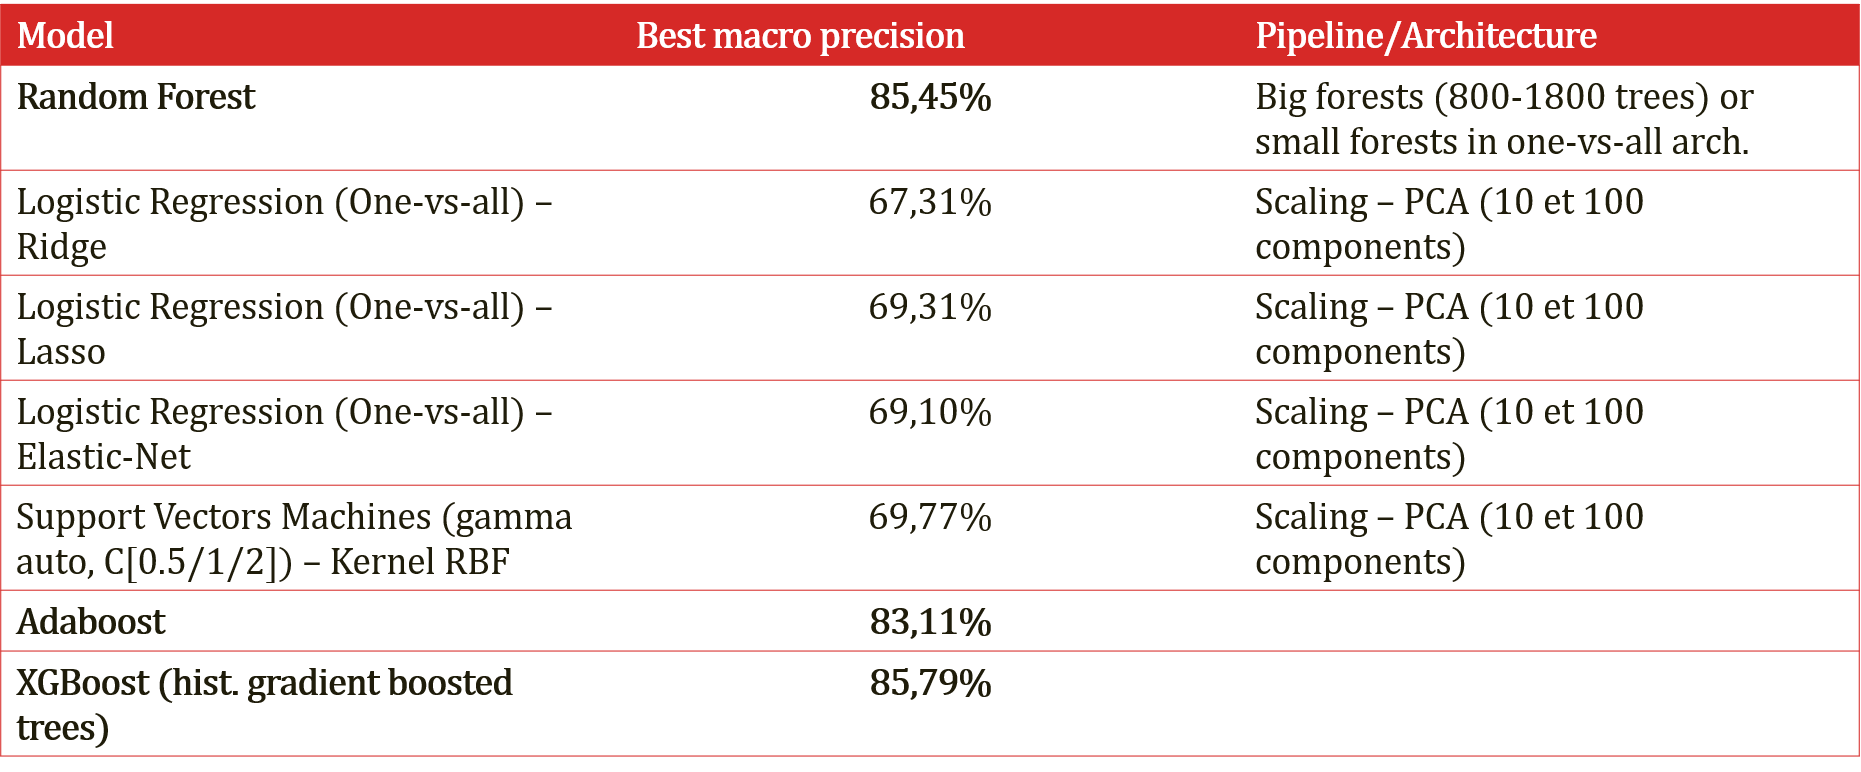 Model Best macro precision Pipeline/Architecture
Random Forest 85,45% Big forests (800-1800 trees) or
small forests in one-vs-all arch.
Logistic Regression (One-vs-all) – 67,31% Scaling – PCA (10 et 100
Ridge components)
Logistic Regression (One-vs-all) – 69,31% Scaling – PCA (10 et 100
Lasso components)
Logistic Regression (One-vs-all) – 69,10% Scaling – PCA (10 et 100
Elastic-Net components)
Support Vectors Machines (gamma 69,77% Scaling – PCA (10 et 100
auto, C[0.5/1/2]) – Kernel RBF components)
Adaboost 83,11%
XGBoost (hist. gradient boosted 85,79%
trees)